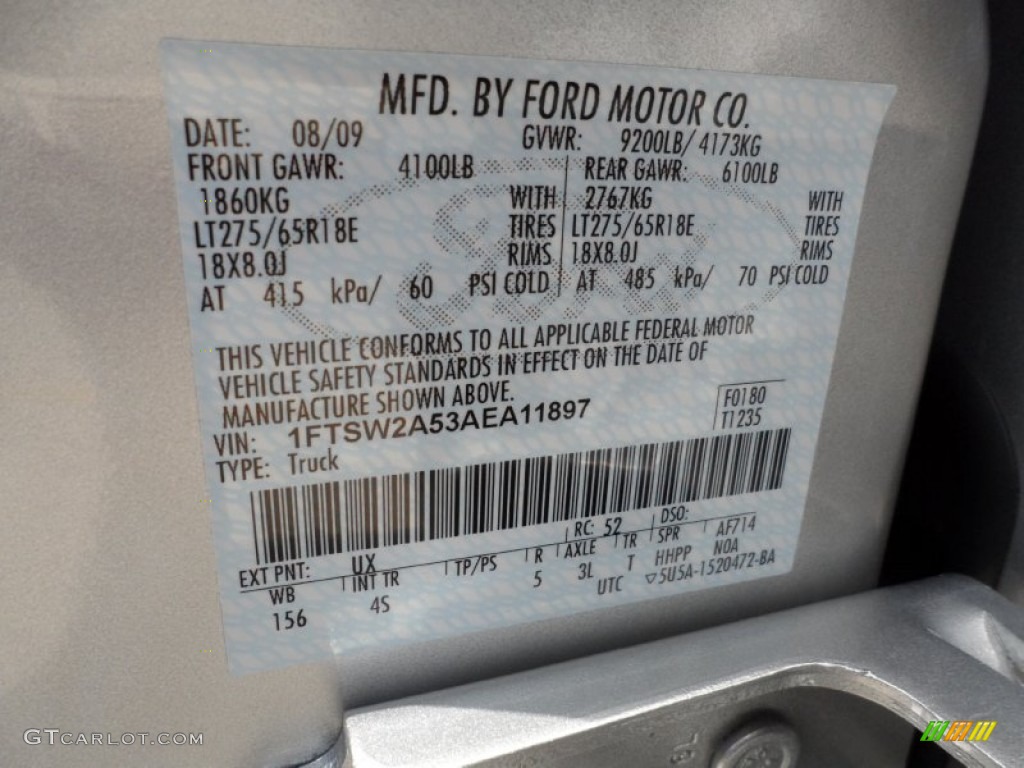 MFD. BY FORD MOTOR CO.
DATE: 08/09 GVWR: 9200LB/ 4173KG
FRONT GAWR: 4100LB REAR GAWR: 6100LB
1860KG WITH 2767KG WITH
LT275/65R18E TIRES LT275/65R18E TIRES
18X8.0J RIMS 18X8.0J RIMS
AT 415 kPa/ 60 PSI COLD AT 485 kPa/ 70 PSI COLD
THIS VEHICLE CONFORMS TO ALL APPLICABLE FEDERAL MOTOR
VEHICLE SAFETY STANDARDS IN EFFECT ON THE DATE OF
MANUFACTURE SHOWN ABOVE.
F0180
VIN: 1FTSW2A53AEA11897 T1235
TYPE: Truck
EXT PNT: UX RC: 52 DSO:
WB INT TR TP/PS R AXLE TR SPR AF714
156 4S 5 3L T HHPP NOA
UTC ▽5U5A-1520472-BA
GTCARLOT.COM